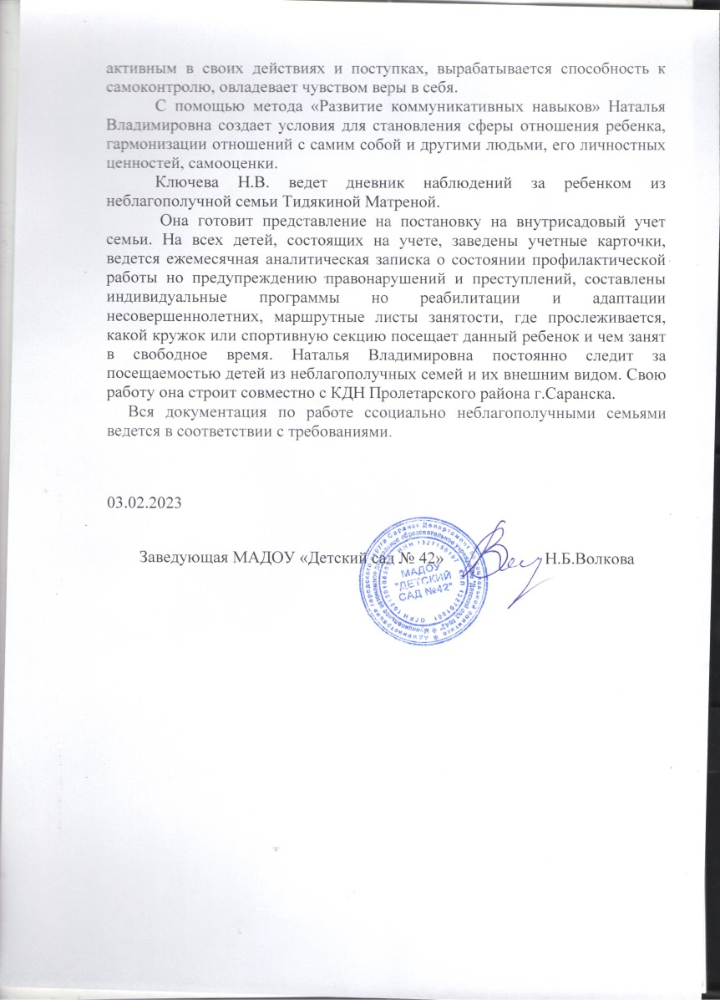 активным в своих действиях и поступках, вырабатывается способность к
самоконтролю, овладевает чувством веры в себя.
С помощью метода «Развитие коммуникативных навыков» Наталья
Владимировна создает условия для становления сферы отношения ребенка,
гармонизации отношений с самим собой и другими людьми, его личностных
ценностей, самооценки.
Ключева Н.В. ведет дневник наблюдений за ребенком из
неблагополучной семьи Тидякиной Матреной.
Она готовит представление на постановку на внутрисадовый учет
семьи. На всех детей, состоящих на учете, заведены учетные карточки,
ведется ежемесячная аналитическая записка о состоянии профилактической
работы но предупреждению правонарушений и преступлений, составлены
индивидуальные программы но реабилитации и адаптации
несовершеннолетних, маршрутные листы занятости, где прослеживается,
какой кружок или спортивную секцию посещает данный ребенок и чем занят
в свободное время. Наталья Владимировна постоянно следит за
посещаемостью детей из неблагополучных семей и их внешним видом. Свою
работу она строит совместно с КДН Пролетарского района г.Саранска.
Вся документация по работе ссоциально неблагополучными семьями
ведется в соответствии с требованиями.
03.02.2023
Заведующая МАДОУ «Детский сад № 42» Н.Б.Волкова
МАДОУ
"ДЕТСКИЙ
САД №42"